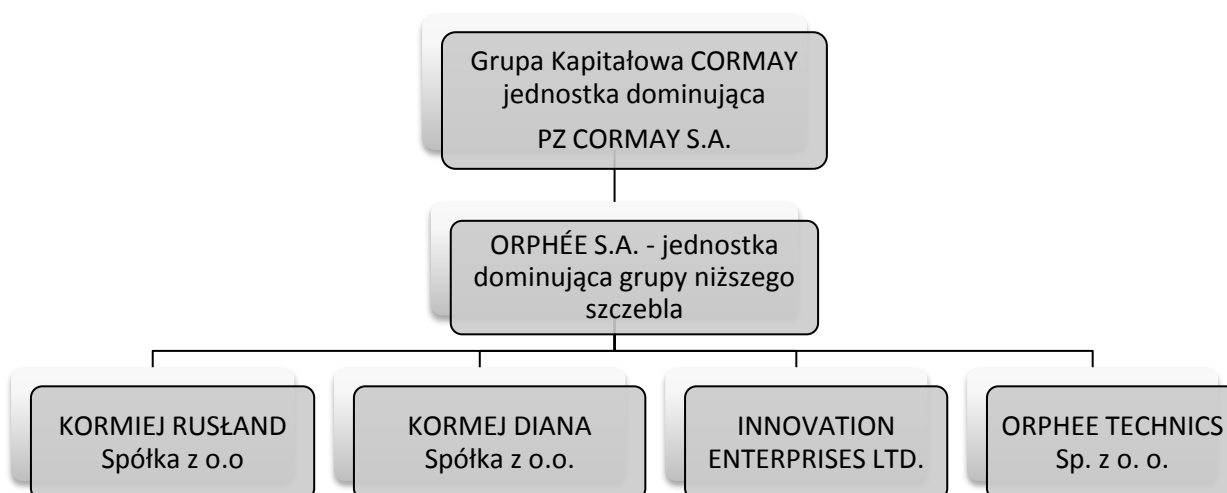 Grupa Kapitałowa CORMAY
jednostka dominująca
PZ CORMAY S.A.
ORPHÉE S.A. - jednostka
dominująca grupy niższego
szczebla
KORMIEJ RUSŁAND
Spółka z o.o
KORMEJ DIANA
Spółka z o.o.
INNOVATION
ENTERPRISES LTD.
ORPHEE TECHNICS
Sp. z o. o.